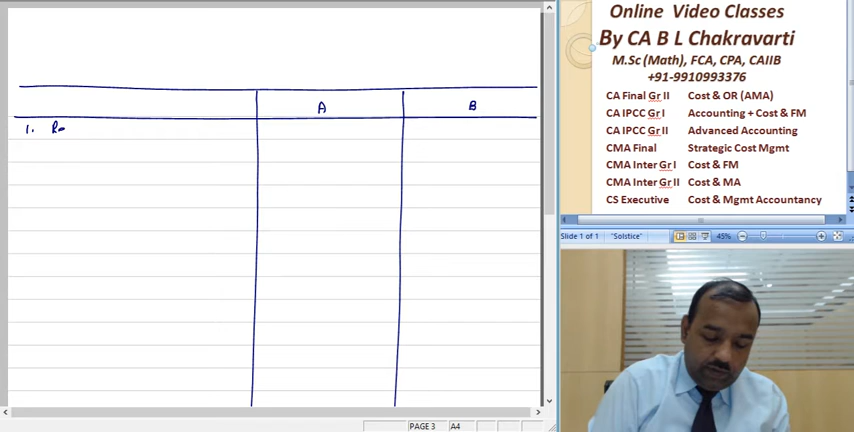 Online Video Classes
By CA B L Chakravarti
M.Sc (Math), FCA, CPA, CAIIB
+91-9910993376
CA Final Gr II Cost & OR (AMA)
CA IPCC Gr I Accounting + Cost & FM
CA IPCC Gr II Advanced Accounting
CMA Final Strategic Cost Mgmt
CMA Inter Gr I Cost & FM
CMA Inter Gr II Cost & MA
CS Executive Cost & Mgmt Accountancy
A B
1. Re
Slide 1 of 1 "Solstice" 45%
PAGE 3 A4